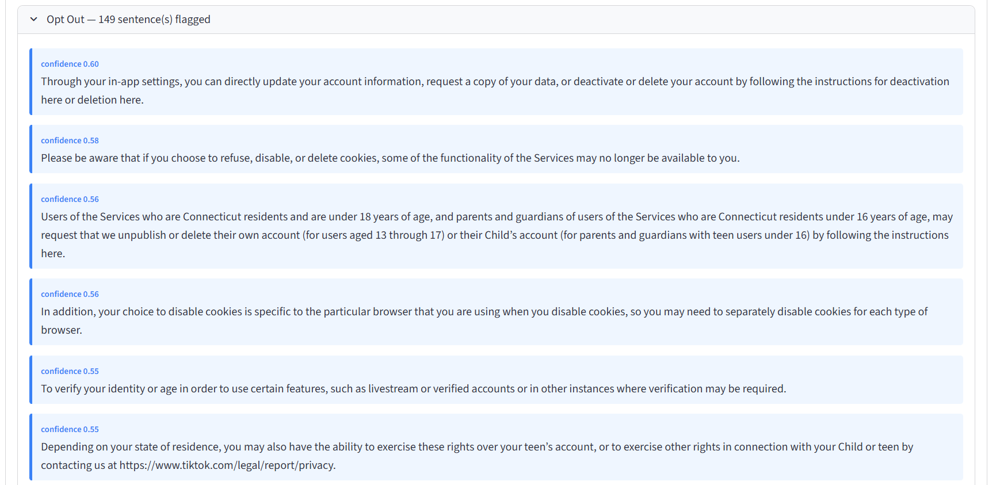 Opt Out — 149 sentence(s) flagged
confidence 0.60
Through your in-app settings, you can directly update your account information, request a copy of your data, or deactivate or delete your account by following the instructions for deactivation
here or deletion here.
confidence 0.58
Please be aware that if you choose to refuse, disable, or delete cookies, some of the functionality of the Services may no longer be available to you.
confidence 0.56
Users of the Services who are Connecticut residents and are under 18 years of age, and parents and guardians of users of the Services who are Connecticut residents under 16 years of age, may
request that we unpublish or delete their own account (for users aged 13 through 17) or their Child’s account (for parents and guardians with teen users under 16) by following the instructions
here.
confidence 0.56
In addition, your choice to disable cookies is specific to the particular browser that you are using when you disable cookies, so you may need to separately disable cookies for each type of
browser.
confidence 0.55
To verify your identity or age in order to use certain features, such as livestream or verified accounts or in other instances where verification may be required.
confidence 0.55
Depending on your state of residence, you may also have the ability to exercise these rights over your teen’s account, or to exercise other rights in connection with your Child or teen by
contacting us at https://www.tiktok.com/legal/report/privacy.